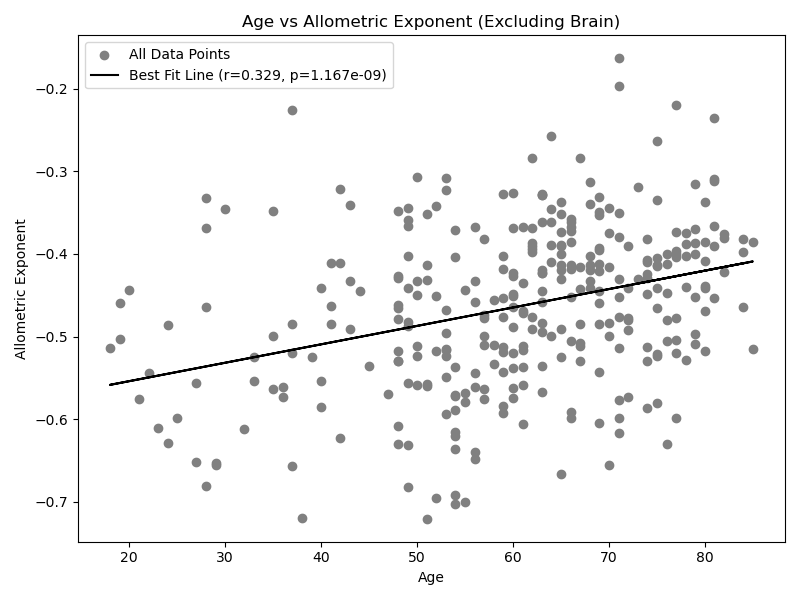 Age vs Allometric Exponent (Excluding Brain)
All Data Points
Best Fit Line (r=0.329, p=1.167e-09)
Allometric Exponent
−0.2
−0.3
−0.4
−0.5
−0.6
−0.7
20 30 40 50 60 70 80
Age